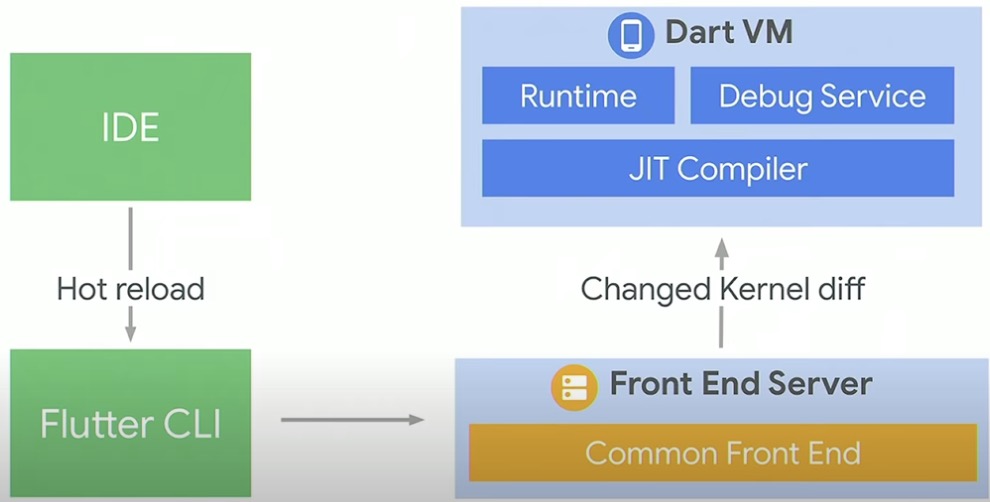 IDE
Hot reload
Flutter CLI
Dart VM
Runtime
Debug Service
JIT Compiler
Changed Kernel diff
Front End Server
Common Front End